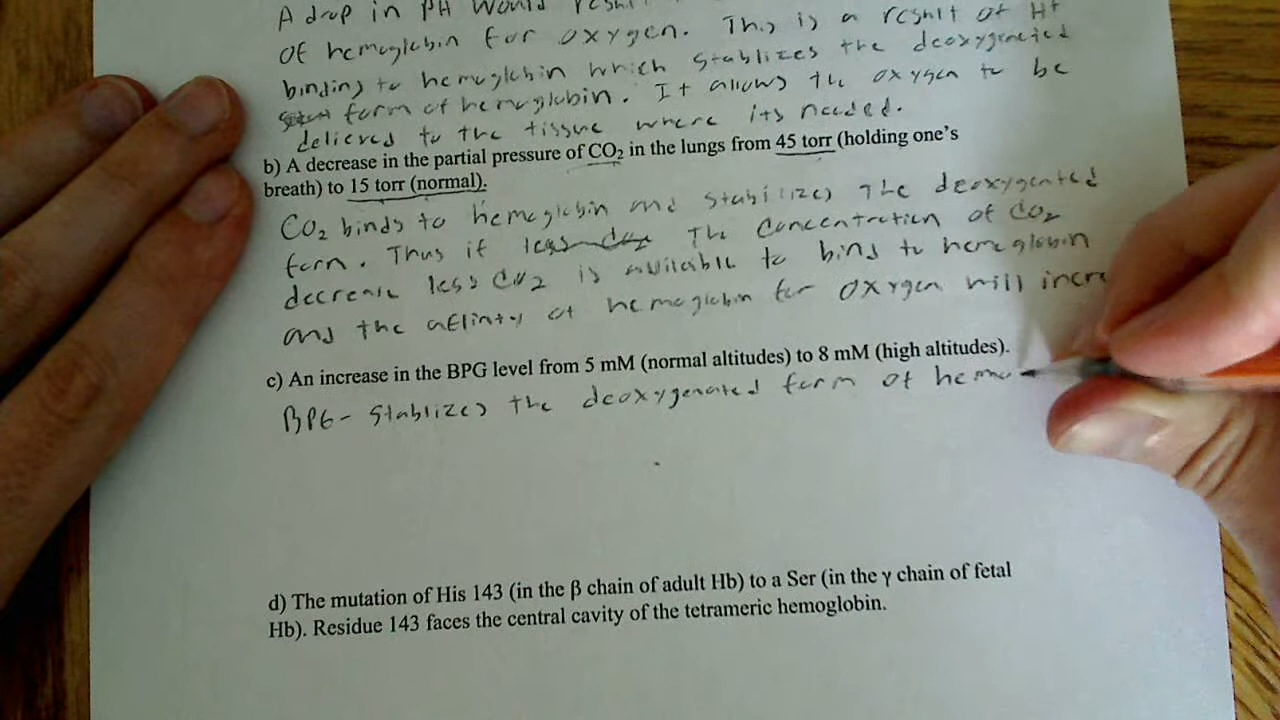 A drop in PH would
of hemoglobin for oxygen. This is a result of H+
binding to hemoglobin which stablizes the deoxygenated
form of hemoglobin. It allows the oxygen to be
delieved to the tissue where its needed.
b) A decrease in the partial pressure of CO2 in the lungs from 45 torr (holding one's
breath) to 15 torr (normal).
CO2 binds to hemoglobin and stabilizes the deoxygenated
form. Thus if less The concentration of CO2
decrease less CO2 is available to bind to hemoglobin
and the affinty of hemoglobin for oxygen will incre
c) An increase in the BPG level from 5 mM (normal altitudes) to 8 mM (high altitudes).
BPG- Stablizes the deoxygenated form of hemo
d) The mutation of His 143 (in the β chain of adult Hb) to a Ser (in the γ chain of fetal
Hb). Residue 143 faces the central cavity of the tetrameric hemoglobin.